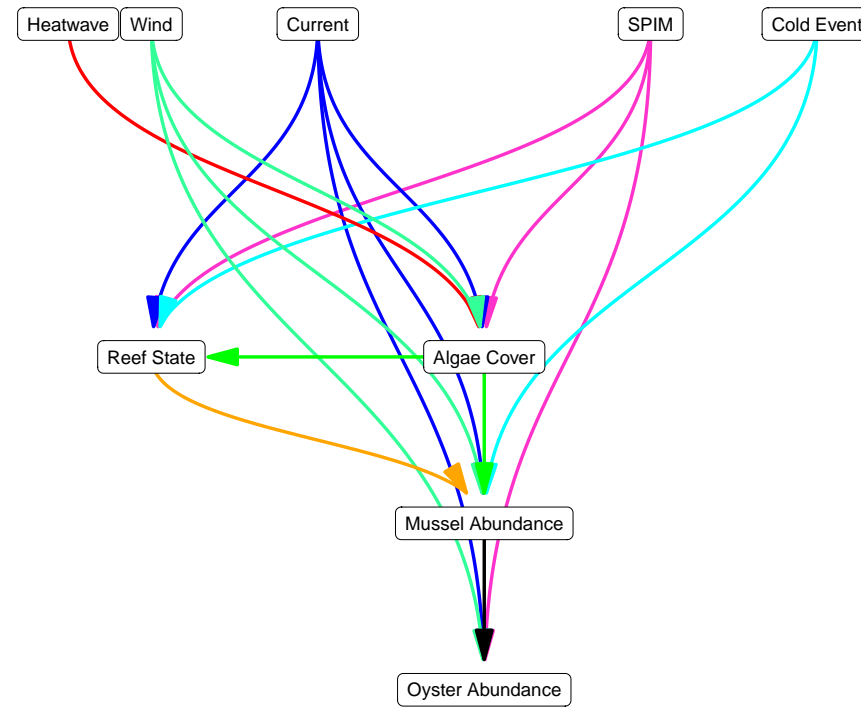 Heatwave
Wind
Current
SPIM
Cold Event
Reef State
Algae Cover
Mussel Abundance
Oyster Abundance